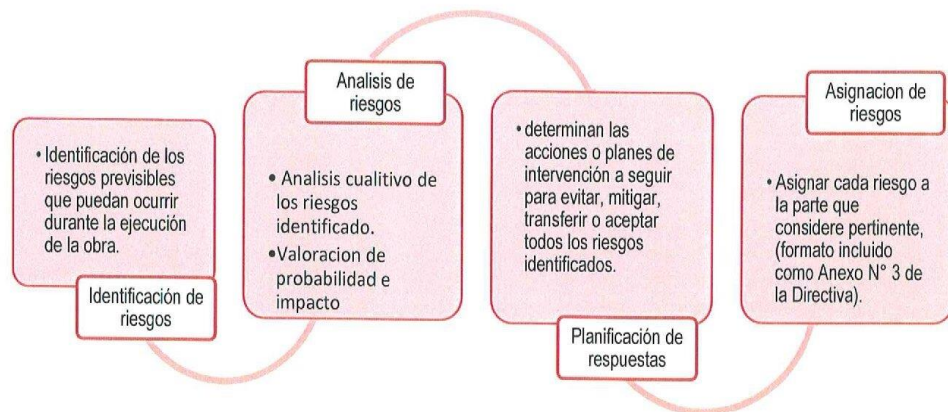 • Identificación de los
riesgos previsibles
que puedan ocurrir
durante la ejecución
de la obra.
Identificación de
riesgos
Analisis de
riesgos
• Analisis cualitivo de
los riesgos
identificado.
•Valoracion de
probabilidad e
impacto
• determinan las
acciones o planes de
intervención a seguir
para evitar, mitigar,
transferir o aceptar
todos los riesgos
identificados.
Planificación de
respuestas
Asignacion de
riesgos
• Asignar cada riesgo a
la parte que
considere pertinente,
(formato incluido
como Anexo N° 3 de
la Directiva).